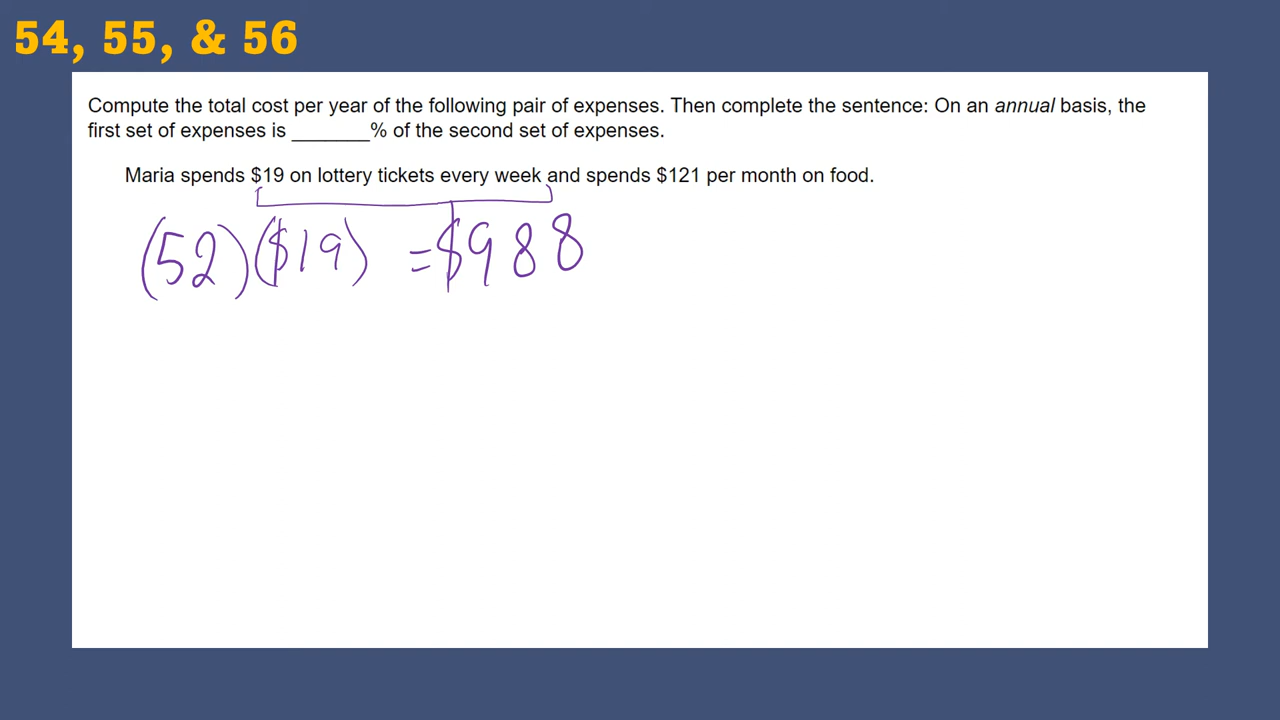 54, 55, & 56
Compute the total cost per year of the following pair of expenses. Then complete the sentence: On an annual basis, the
first set of expenses is _______% of the second set of expenses.
Maria spends $19 on lottery tickets every week and spends $121 per month on food.
(52)($19) = $988